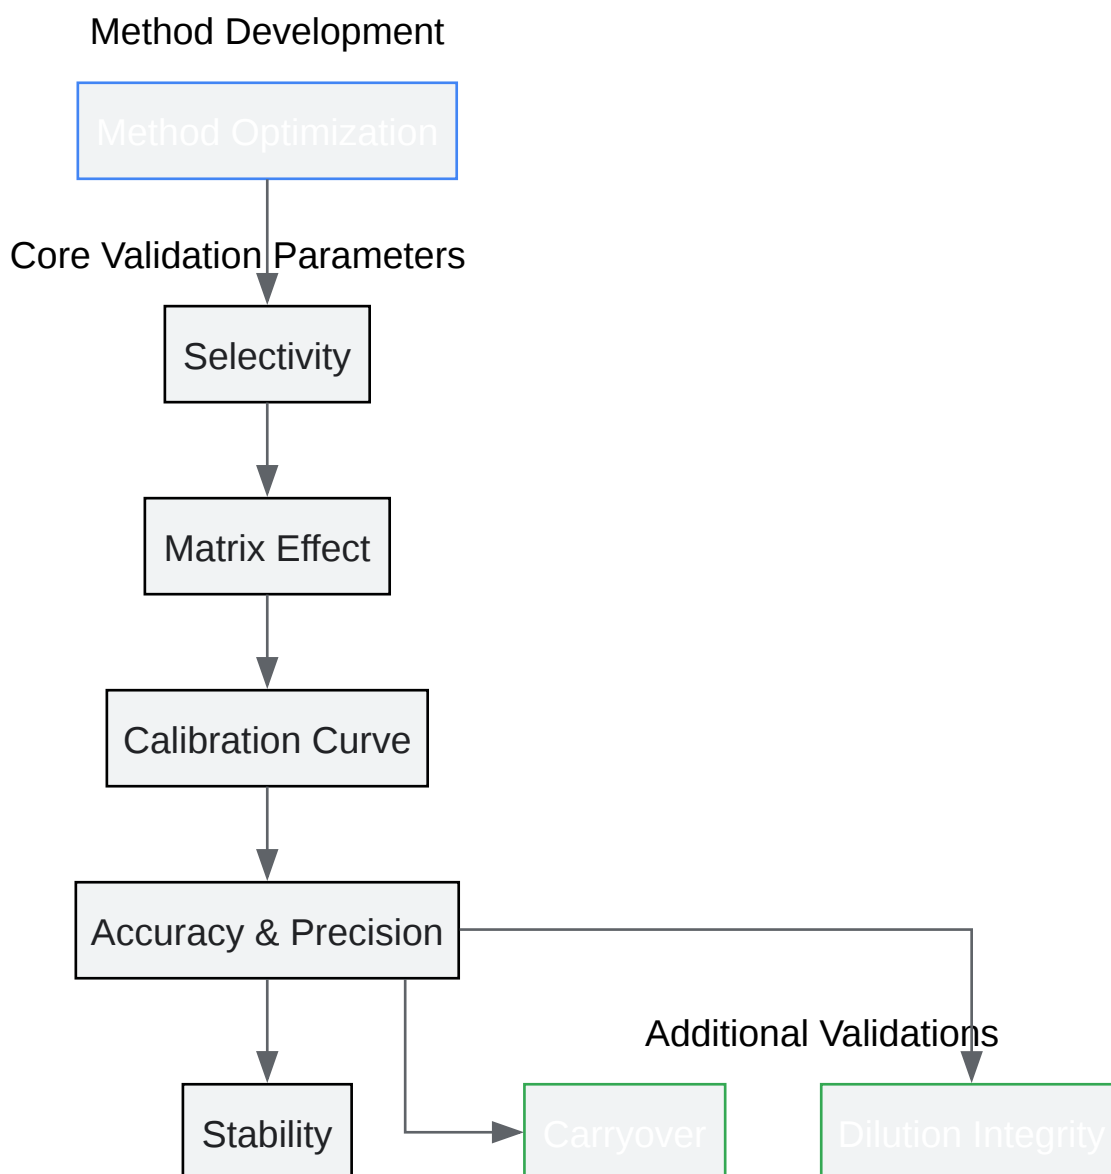 Method Development
Method Optimization
Core Validation Parameters
Selectivity
Matrix Effect
Calibration Curve
Accuracy & Precision
Additional Validations
Stability
Carryover
Dilution Integrity